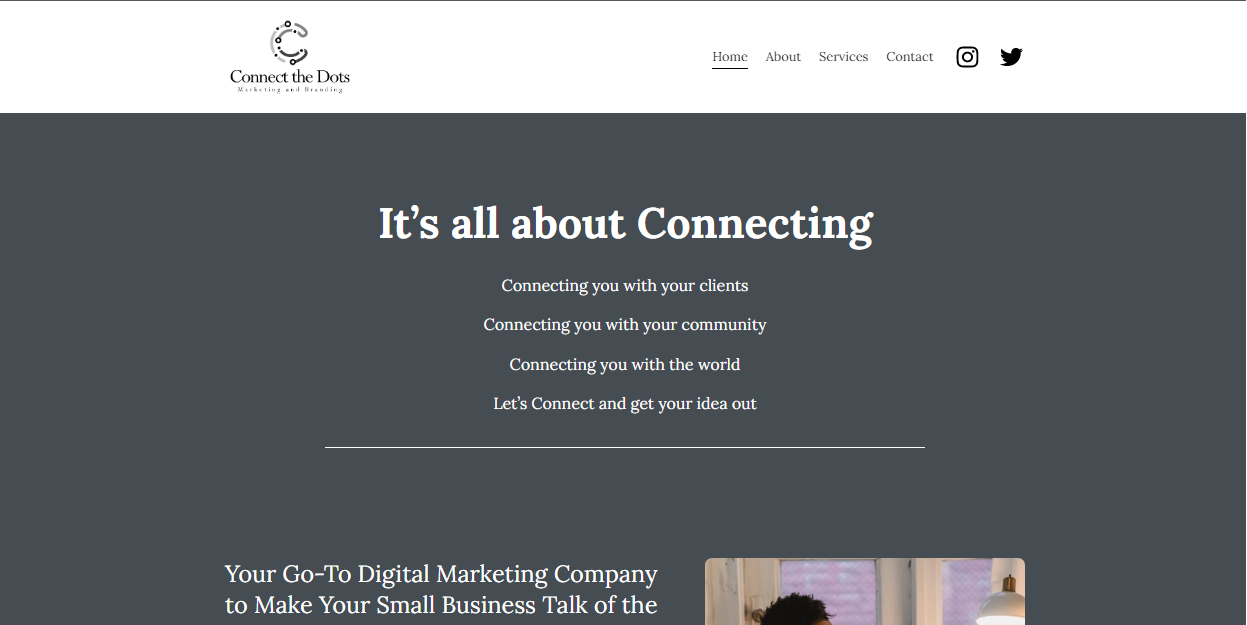 Connect the Dots
Marketing and Branding
Home About Services Contact
It’s all about Connecting
Connecting you with your clients
Connecting you with your community
Connecting you with the world
Let’s Connect and get your idea out
Your Go-To Digital Marketing Company
to Make Your Small Business Talk of the